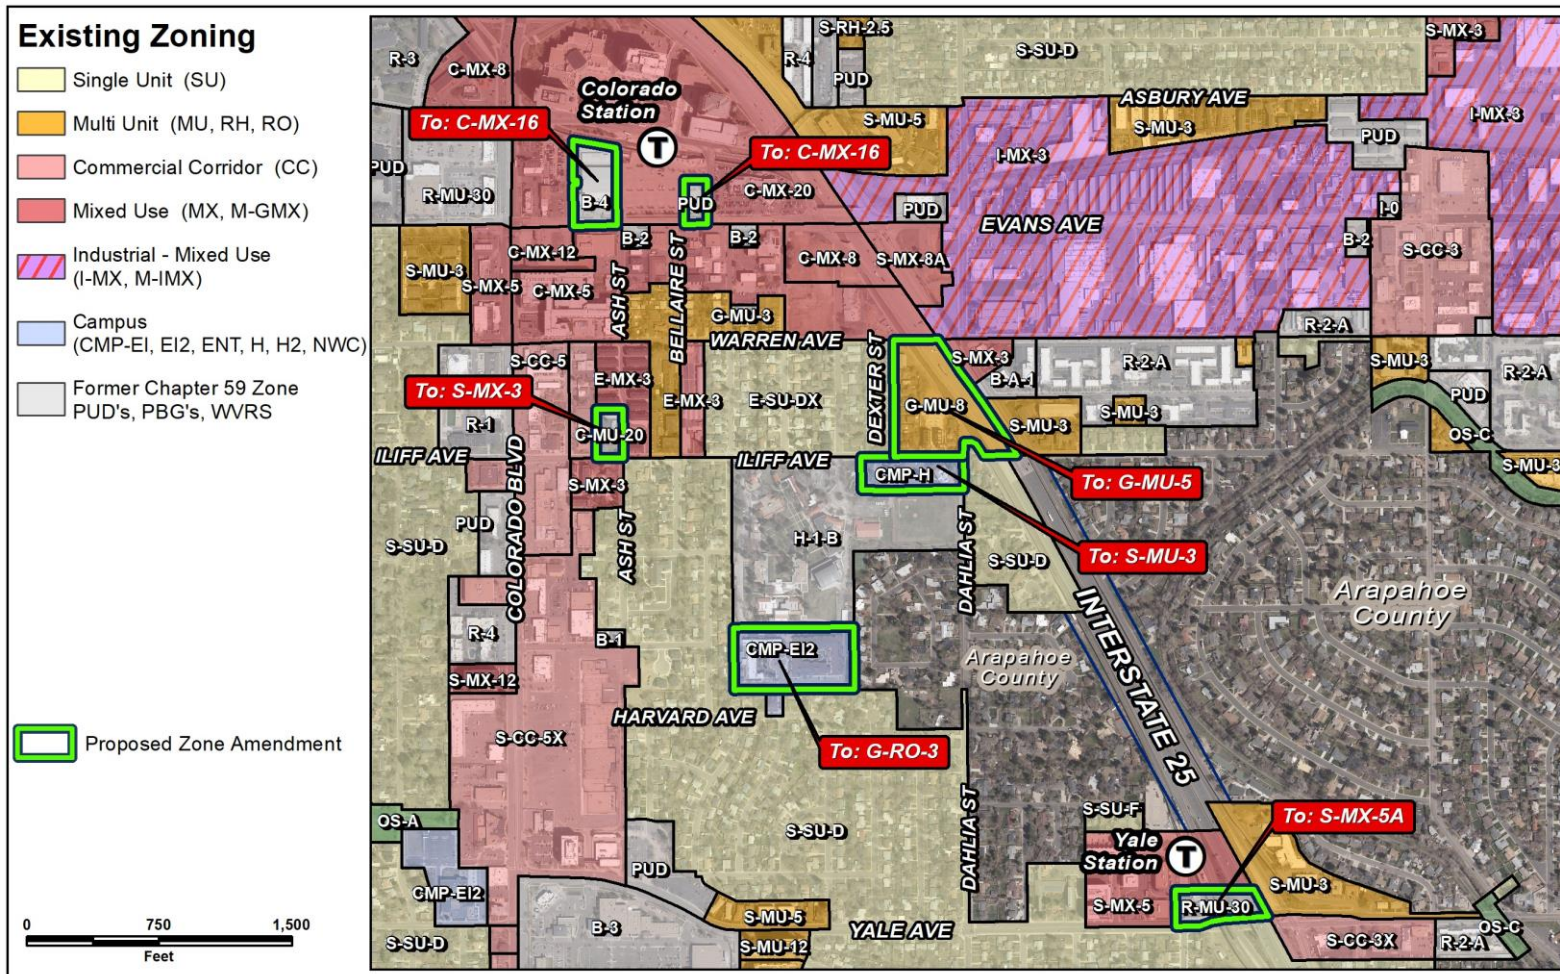 Existing Zoning
Single Unit (SU)
Multi Unit (MU, RH, RO)
Commercial Corridor (CC)
Mixed Use (MX, M-GMX)
Industrial - Mixed Use
(I-MX, M-IMX)
Campus
(CMP-EI, EI2, ENT, H, H2, NWC)
Former Chapter 59 Zone
PUD's, PBG's, WVRS
Proposed Zone Amendment
0 750 1,500
Feet
R-3
C-MX-8
S-RH-2.5
R-4
PUD
S-SU-D
S-MX-3
Colorado
Station
T
To: C-MX-16
To: C-MX-16
ASBURY AVE
S-MU-5
S-MU-3
I-MX-3
PUD
I-MX-3
PUD
R-MU-30
B-4
PUD
C-MX-20
PUD
I-0
EVANS AVE
B-2
B-2
B-2
S-CC-3
C-MX-12
C-MX-8
S-MX-8A
S-MU-3
S-MX-5
C-MX-5
ASH ST
BELLAIRE ST
G-MU-3
WARREN AVE
R-2-A
S-CC-5
E-MX-3
DEXTER ST
S-MX-3
B-A-1
R-2-A
S-MU-3
R-2-A
To: S-MX-3
E-MX-3
E-SU-DX
G-MU-8
S-MU-3
S-MU-3
PUD
R-1
C-MU-20
OS-C
ILIFF AVE
COLORADO BLVD
ILIFF AVE
CMP-H
S-MU-3
S-MX-3
To: G-MU-5
PUD
ASH ST
H-1-B
DAHLIA ST
S-SU-D
S-SU-D
To: S-MU-3
INTERSTATE 25
Arapahoe
County
R-4
B-1
CMP-EI2
Arapahoe
County
S-MX-12
HARVARD AVE
S-CC-5X
To: G-RO-3
DAHLIA ST
OS-A
S-SU-D
S-SU-F
To: S-MX-5A
Yale
Station
T
PUD
CMP-EI2
S-MX-5
R-MU-30
S-MU-3
S-MU-5
YALE AVE
OS-C
S-SU-D
B-3
S-MU-12
S-CC-3X
R-2-A